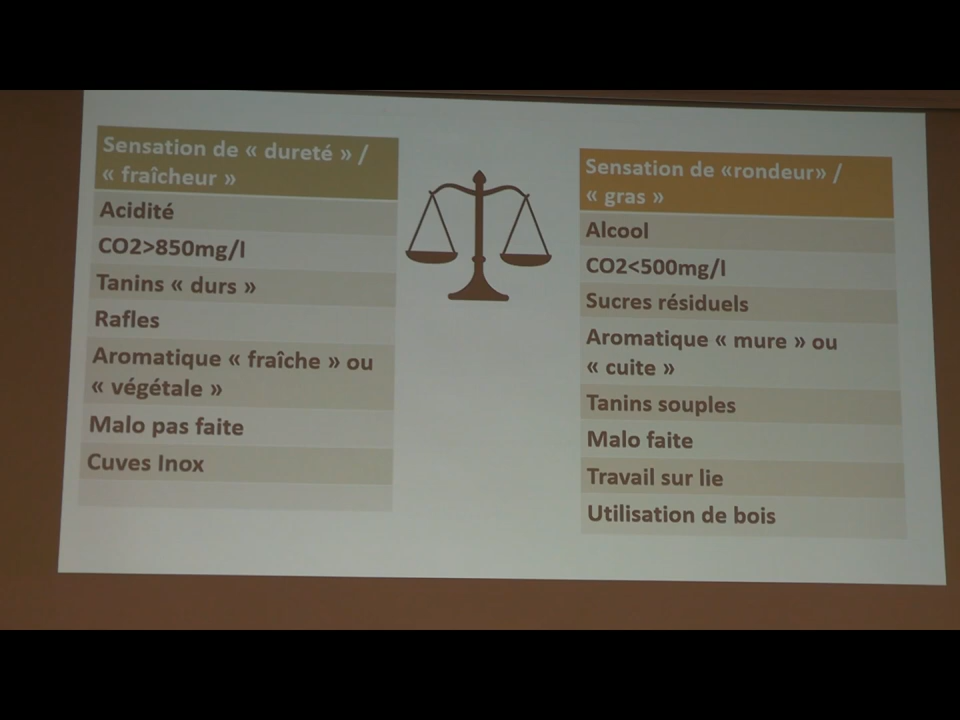 Sensation de « dureté » /
« fraîcheur »
Acidité
CO2>850mg/l
Tanins « durs »
Rafles
Aromatique « fraîche » ou
« végétale »
Malo pas faite
Cuves Inox
Sensation de «rondeur» /
« gras »
Alcool
CO2<500mg/l
Sucres résiduels
Aromatique « mure » ou
« cuite »
Tanins souples
Malo faite
Travail sur lie
Utilisation de bois